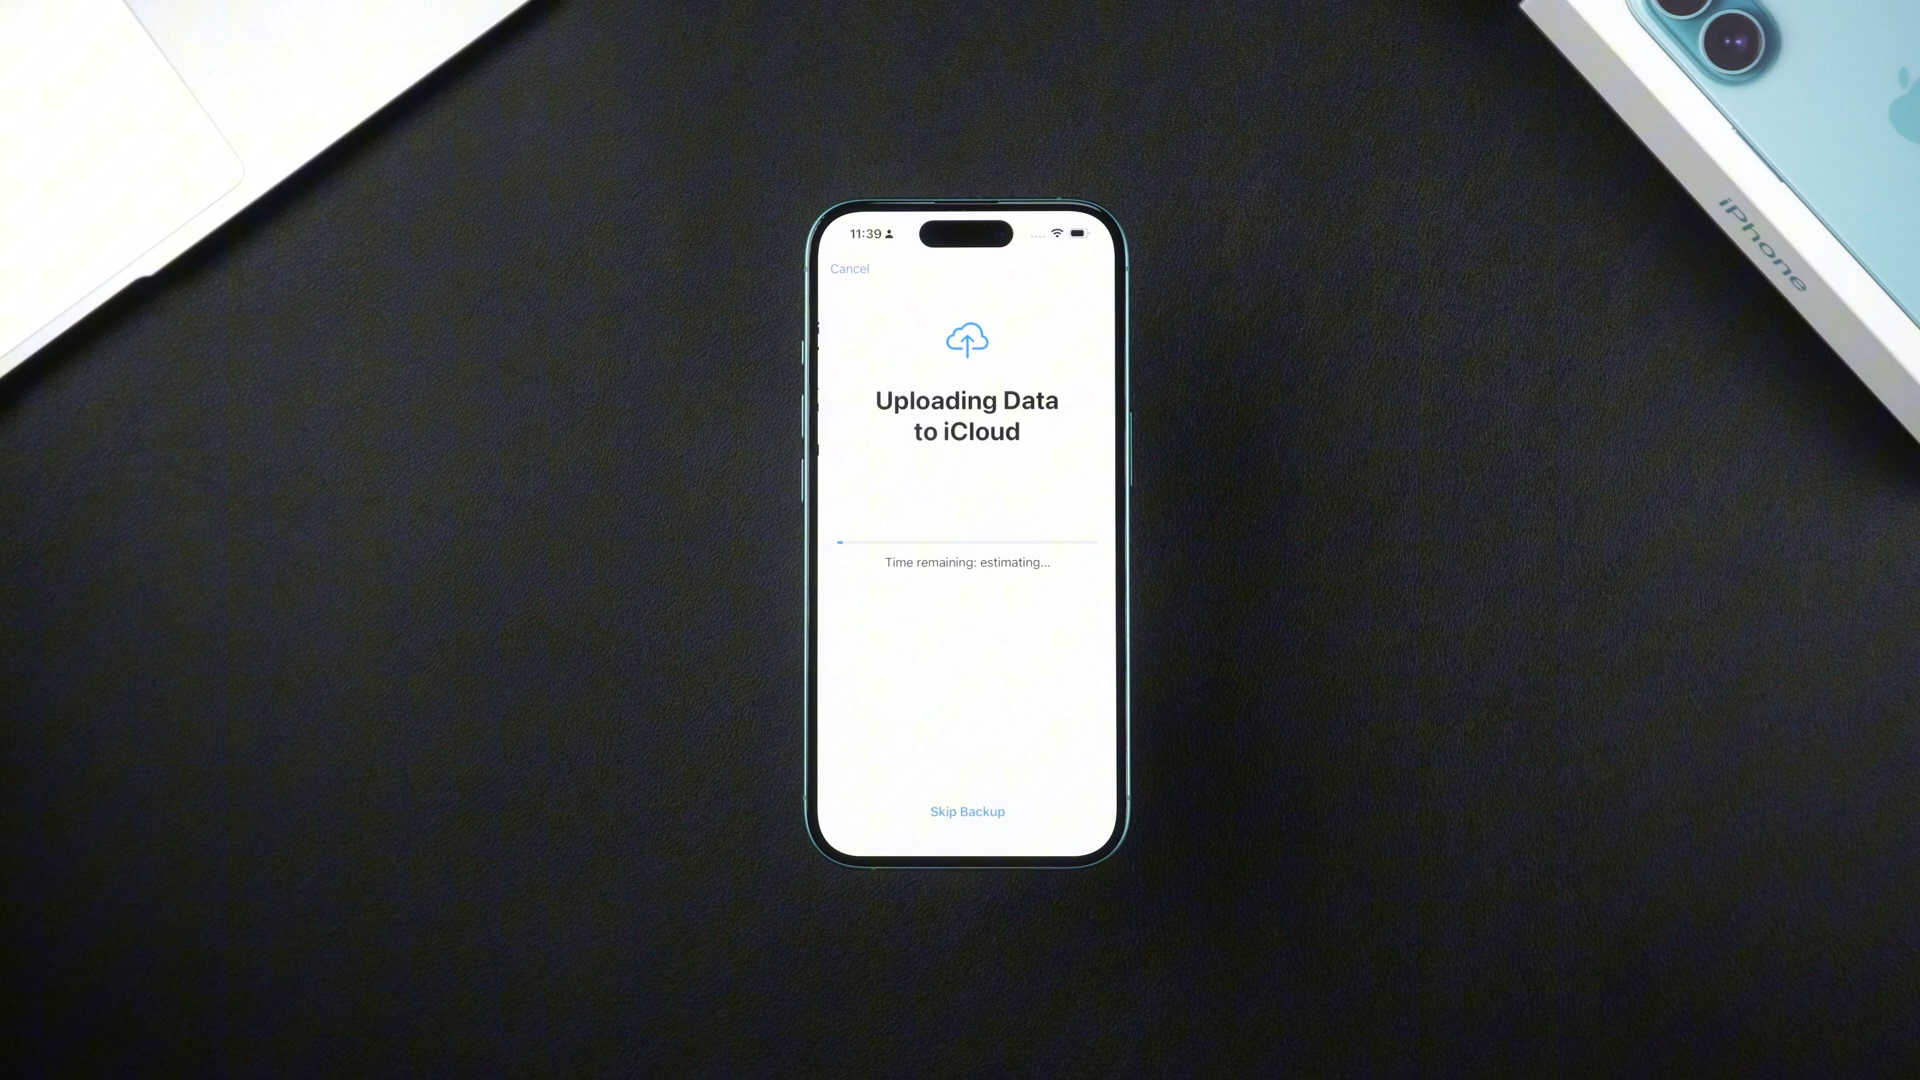 11:39
Cancel
Uploading Data
to iCloud
Time remaining: estimating...
Skip Backup
iPhone